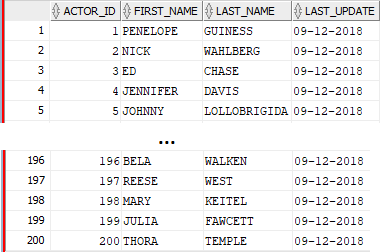 ACTOR_ID FIRST_NAME LAST_NAME LAST_UPDATE
1 1 PENELOPE GUINESS 09-12-2018
2 2 NICK WAHLBERG 09-12-2018
3 3 ED CHASE 09-12-2018
4 4 JENNIFER DAVIS 09-12-2018
5 5 JOHNNY LOLLOBRIGIDA 09-12-2018
...
196 196 BELA WALKEN 09-12-2018
197 197 REESE WEST 09-12-2018
198 198 MARY KEITEL 09-12-2018
199 199 JULIA FAWCETT 09-12-2018
200 200 THORA TEMPLE 09-12-2018